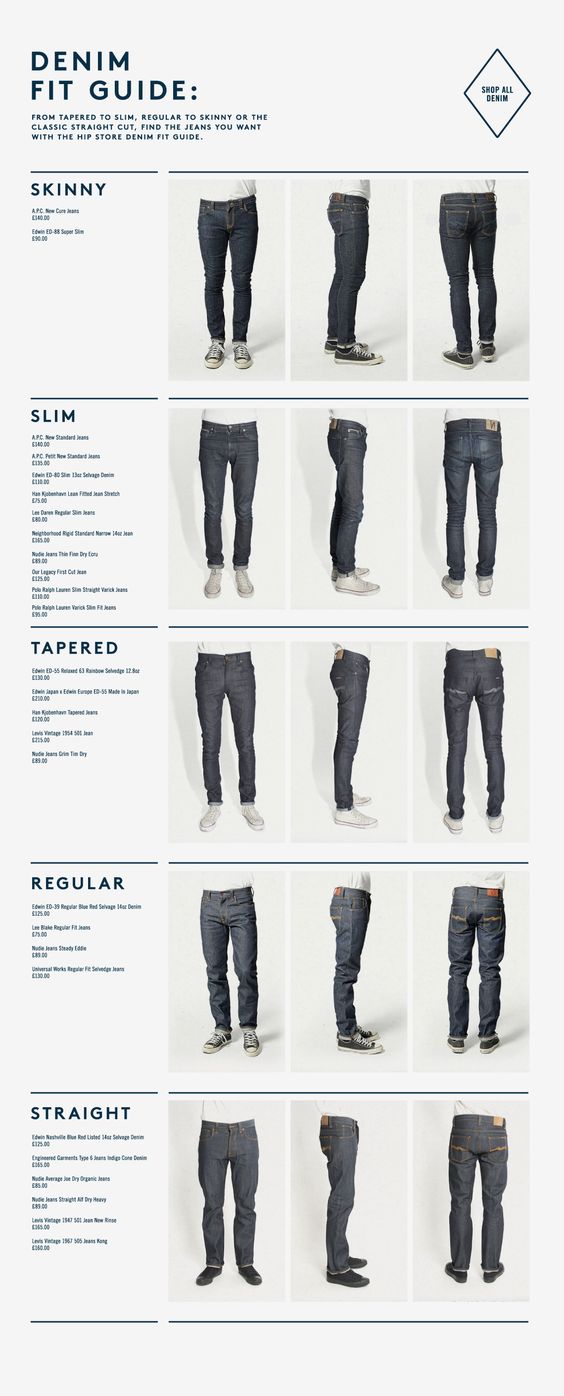 DENIM
FIT GUIDE:
FROM TAPERED TO SLIM, REGULAR TO SKINNY OR THE
CLASSIC STRAIGHT CUT, FIND THE JEANS YOU WANT
WITH THE HIP STORE DENIM FIT GUIDE.
SHOP ALL
DENIM
SKINNY
A.P.C. New Cure Jeans
£140.00
Edwin ED-88 Super Slim
£90.00
SLIM
A.P.C. New Standard Jeans
£140.00
A.P.C. Petit New Standard Jeans
£135.00
Edwin ED-80 Slim 13oz Selvage Denim
£110.00
Han Kjobenhavn Lean Fitted Jean Stretch
£75.00
Lee Daren Regular Slim Jeans
£80.00
Neighborhood Rigid Standard Narrow 14oz Jean
£165.00
Nudie Jeans Thin Finn Dry Ecru
£89.00
Our Legacy First Cut Jean
£125.00
Polo Ralph Lauren Slim Straight Varick Jeans
£110.00
Polo Ralph Lauren Varick Slim Fit Jeans
£95.00
TAPERED
Edwin ED-55 Relaxed 63 Rainbow Selvedge 12.8oz
£130.00
Edwin Japan x Edwin Europe ED-55 Made In Japan
£210.00
Han Kjobenhavn Tapered Jeans
£120.00
Levis Vintage 1954 501 Jean
£215.00
Nudie Jeans Grim Tim Dry
£89.00
REGULAR
Edwin ED-39 Regular Blue Red Selvage 14oz Denim
£125.00
Lee Blake Regular Fit Jeans
£75.00
Nudie Jeans Steady Eddie
£89.00
Universal Works Regular Fit Selvedge Jeans
£130.00
STRAIGHT
Edwin Nashville Blue Red Listed 14oz Selvage Denim
£125.00
Engineered Garments Type 6 Jeans Indigo Cone Denim
£165.00
Nudie Average Joe Dry Organic Jeans
£85.00
Nudie Jeans Straight Alf Dry Heavy
£89.00
Levis Vintage 1947 501 Jean New Rinse
£165.00
Levis Vintage 1967 505 Jeans Kong
£160.00